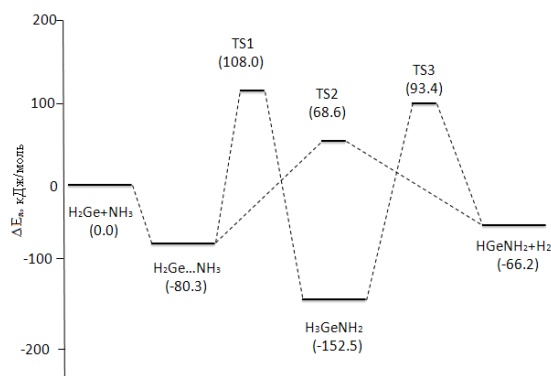 200
TS1
(108.0)
TS3
(93.4)
TS2
(68.6)
100
0
-100
-200
кДж/моль
H₂Ge+NH₃
(0.0)
H₂Ge...NH₃
(-80.3)
H₃GeNH₂
(-152.5)
HGeNH₂+H₂
(-66.2)